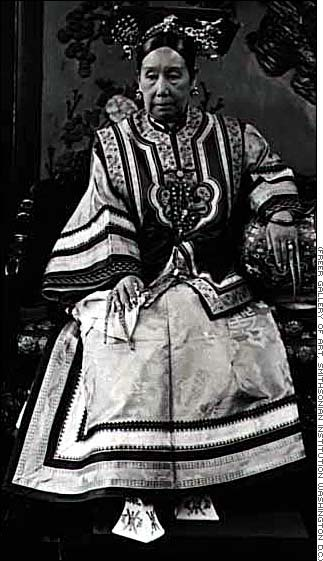 (FREER GALLERY OF ART, SMITHSONIAN INSTITUTION WASHINGTON D.C.)